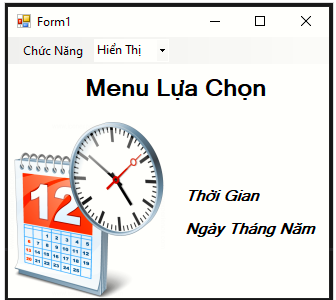 Form1
Chức Năng Hiển Thị
Menu Lựa Chọn
12
Thời Gian
Ngày Tháng Năm